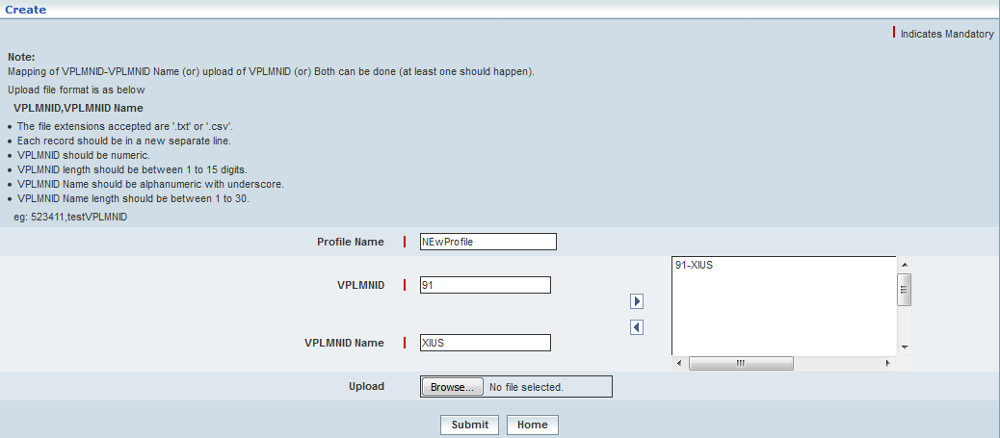 Create
Indicates Mandatory
Note:
Mapping of VPLMNID-VPLMNID Name (or) upload of VPLMNID (or) Both can be done (at least one should happen).
Upload file format is as below
VPLMNID,VPLMNID Name
• The file extensions accepted are '.txt' or '.csv'.
• Each record should be in a new separate line.
• VPLMNID should be numeric.
• VPLMNID length should be between 1 to 15 digits.
• VPLMNID Name should be alphanumeric with underscore.
• VPLMNID Name length should be between 1 to 30.
eg: 523411,testVPLMNID
Profile Name NEwProfile
VPLMNID 91
91-XIUS
VPLMNID Name XIUS
Upload Browse... No file selected.
Submit Home